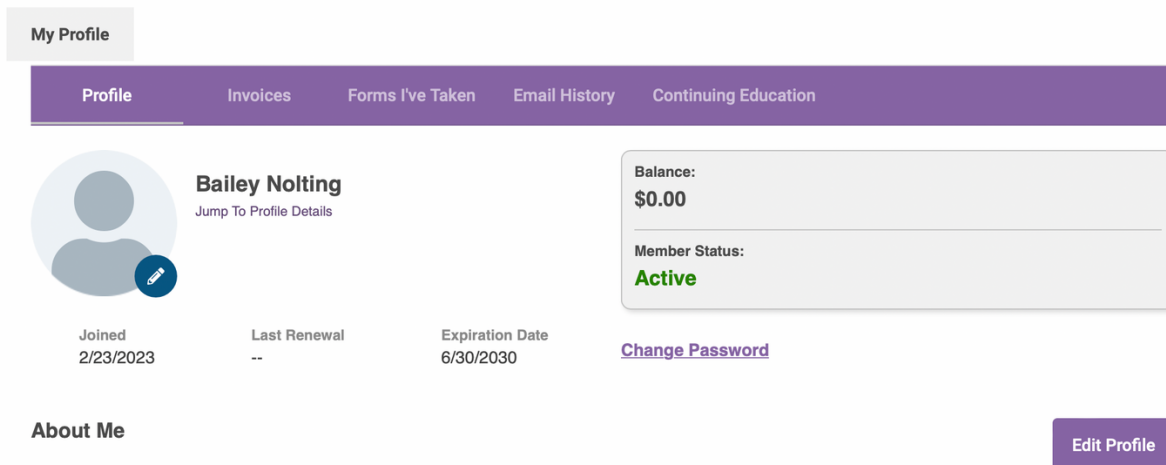 My Profile
Profile Invoices Forms I've Taken Email History Continuing Education
Bailey Nolting
Jump To Profile Details
Balance:
$0.00
Member Status:
Active
Joined Last Renewal Expiration Date
2/23/2023 -- 6/30/2030
Change Password
About Me
Edit Profile